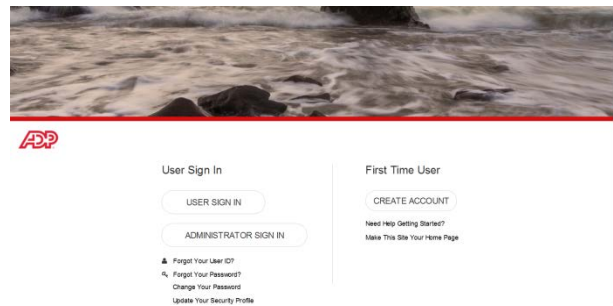 ADP
User Sign In
USER SIGN IN
ADMINISTRATOR SIGN IN
Forgot Your User ID?
Forgot Your Password?
Change Your Password
Update Your Security Profile
First Time User
CREATE ACCOUNT
Need Help Getting Started?
Make This Site Your Home Page